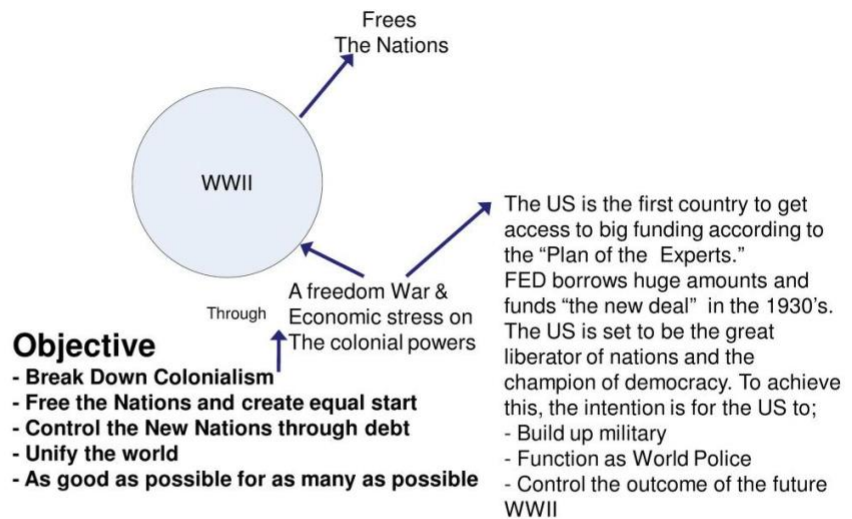 Frees
The Nations
WWII
The US is the first country to get
access to big funding according to
the “Plan of the Experts.”
FED borrows huge amounts and
funds “the new deal” in the 1930’s.
The US is set to be the great
liberator of nations and the
champion of democracy. To achieve
this, the intention is for the US to;
- Build up military
- Function as World Police
- Control the outcome of the future
WWII
A freedom War &
Economic stress on
The colonial powers
Through
Objective
- Break Down Colonialism
- Free the Nations and create equal start
- Control the New Nations through debt
- Unify the world
- As good as possible for as many as possible